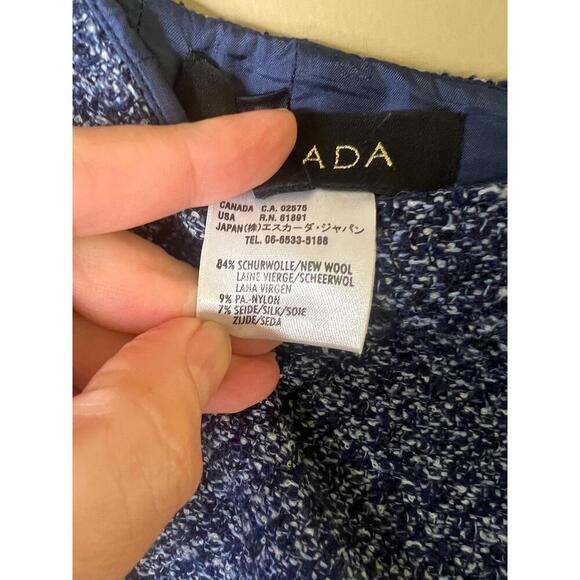 ADA
CANADA C.A. 02575
USA R.N. 61891
JAPAN(株)エスカーダ・ジャパン
TEL. 06-6533-5188
84% SCHURWOLLE/NEW WOOL
LAINE VIERGE/SCHEERWOL
LANA VIRGEN
9% PA.-NYLON
7% SEIDE/SILK/SOIE
ZIJDE/SEDA